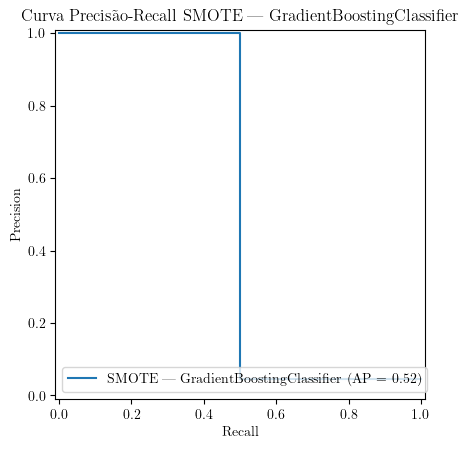 Curva Precisão-Recall SMOTE — GradientBoostingClassifier
1.0
0.8
0.6
0.4
0.2
0.0
Precision
SMOTE — GradientBoostingClassifier (AP = 0.52)
0.0 0.2 0.4 0.6 0.8 1.0
Recall